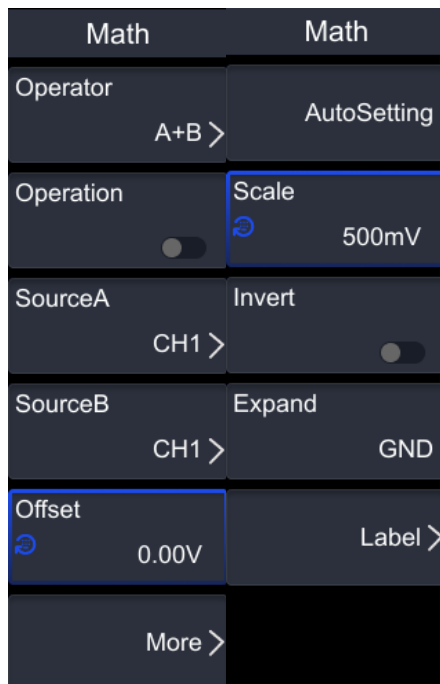 Math
Operator
A+B
Operation
SourceA
CH1
SourceB
CH1
Offset
0.00V
More
Math
AutoSetting
Scale
500mV
Invert
Expand
GND
Label